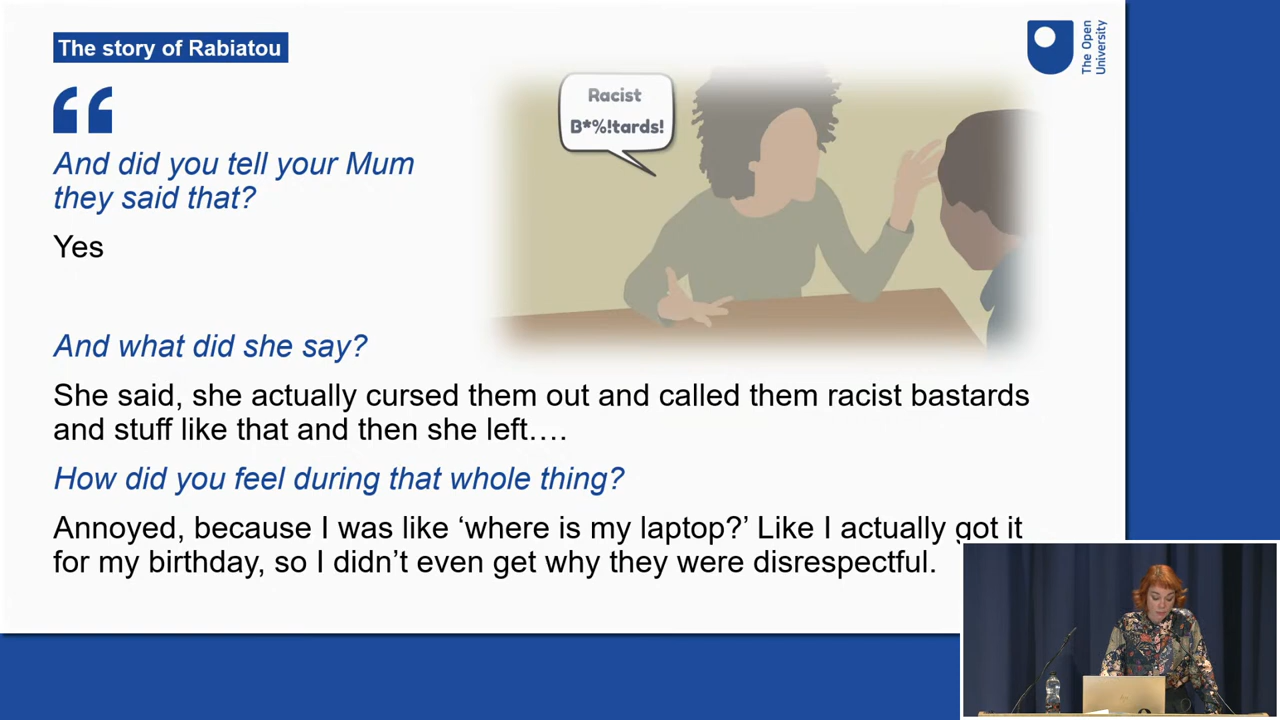 The story of Rabiatou
The Open
University
Racist
B*%!tards!
And did you tell your Mum
they said that?
Yes
And what did she say?
She said, she actually cursed them out and called them racist bastards
and stuff like that and then she left….
How did you feel during that whole thing?
Annoyed, because I was like ‘where is my laptop?’ Like I actually got it
for my birthday, so I didn’t even get why they were disrespectful.